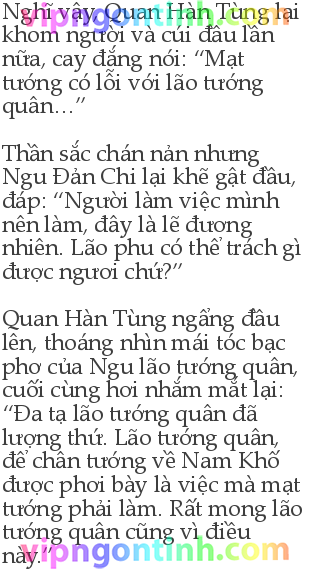 Nghĩ vậy Quan Hàn Tùng lại
khom người và cúi đầu lần
nữa, cay đắng nói: “Mạt
tướng có lỗi với lão tướng
quân…”
Thần sắc chán nản nhưng
Ngu Đản Chi lại khẽ gật đầu,
đáp: “Người làm việc mình
nên làm, đây là lẽ đương
nhiên. Lão phu có thể trách gì
được ngươi chứ?”
Quan Hàn Tùng ngẩng đầu
lên, thoáng nhìn mái tóc bạc
phơ của Ngu lão tướng quân,
cuối cùng hơi nhắm mắt lại:
“Đa tạ lão tướng quân đã
lượng thứ. Lão tướng quân,
để chân tướng về Nam Khố
được phơi bày là việc mà mạt
tướng phải làm. Rất mong lão
tướng quân cũng vì điều
này.”
vipngontinh.com
vipngontinh.com